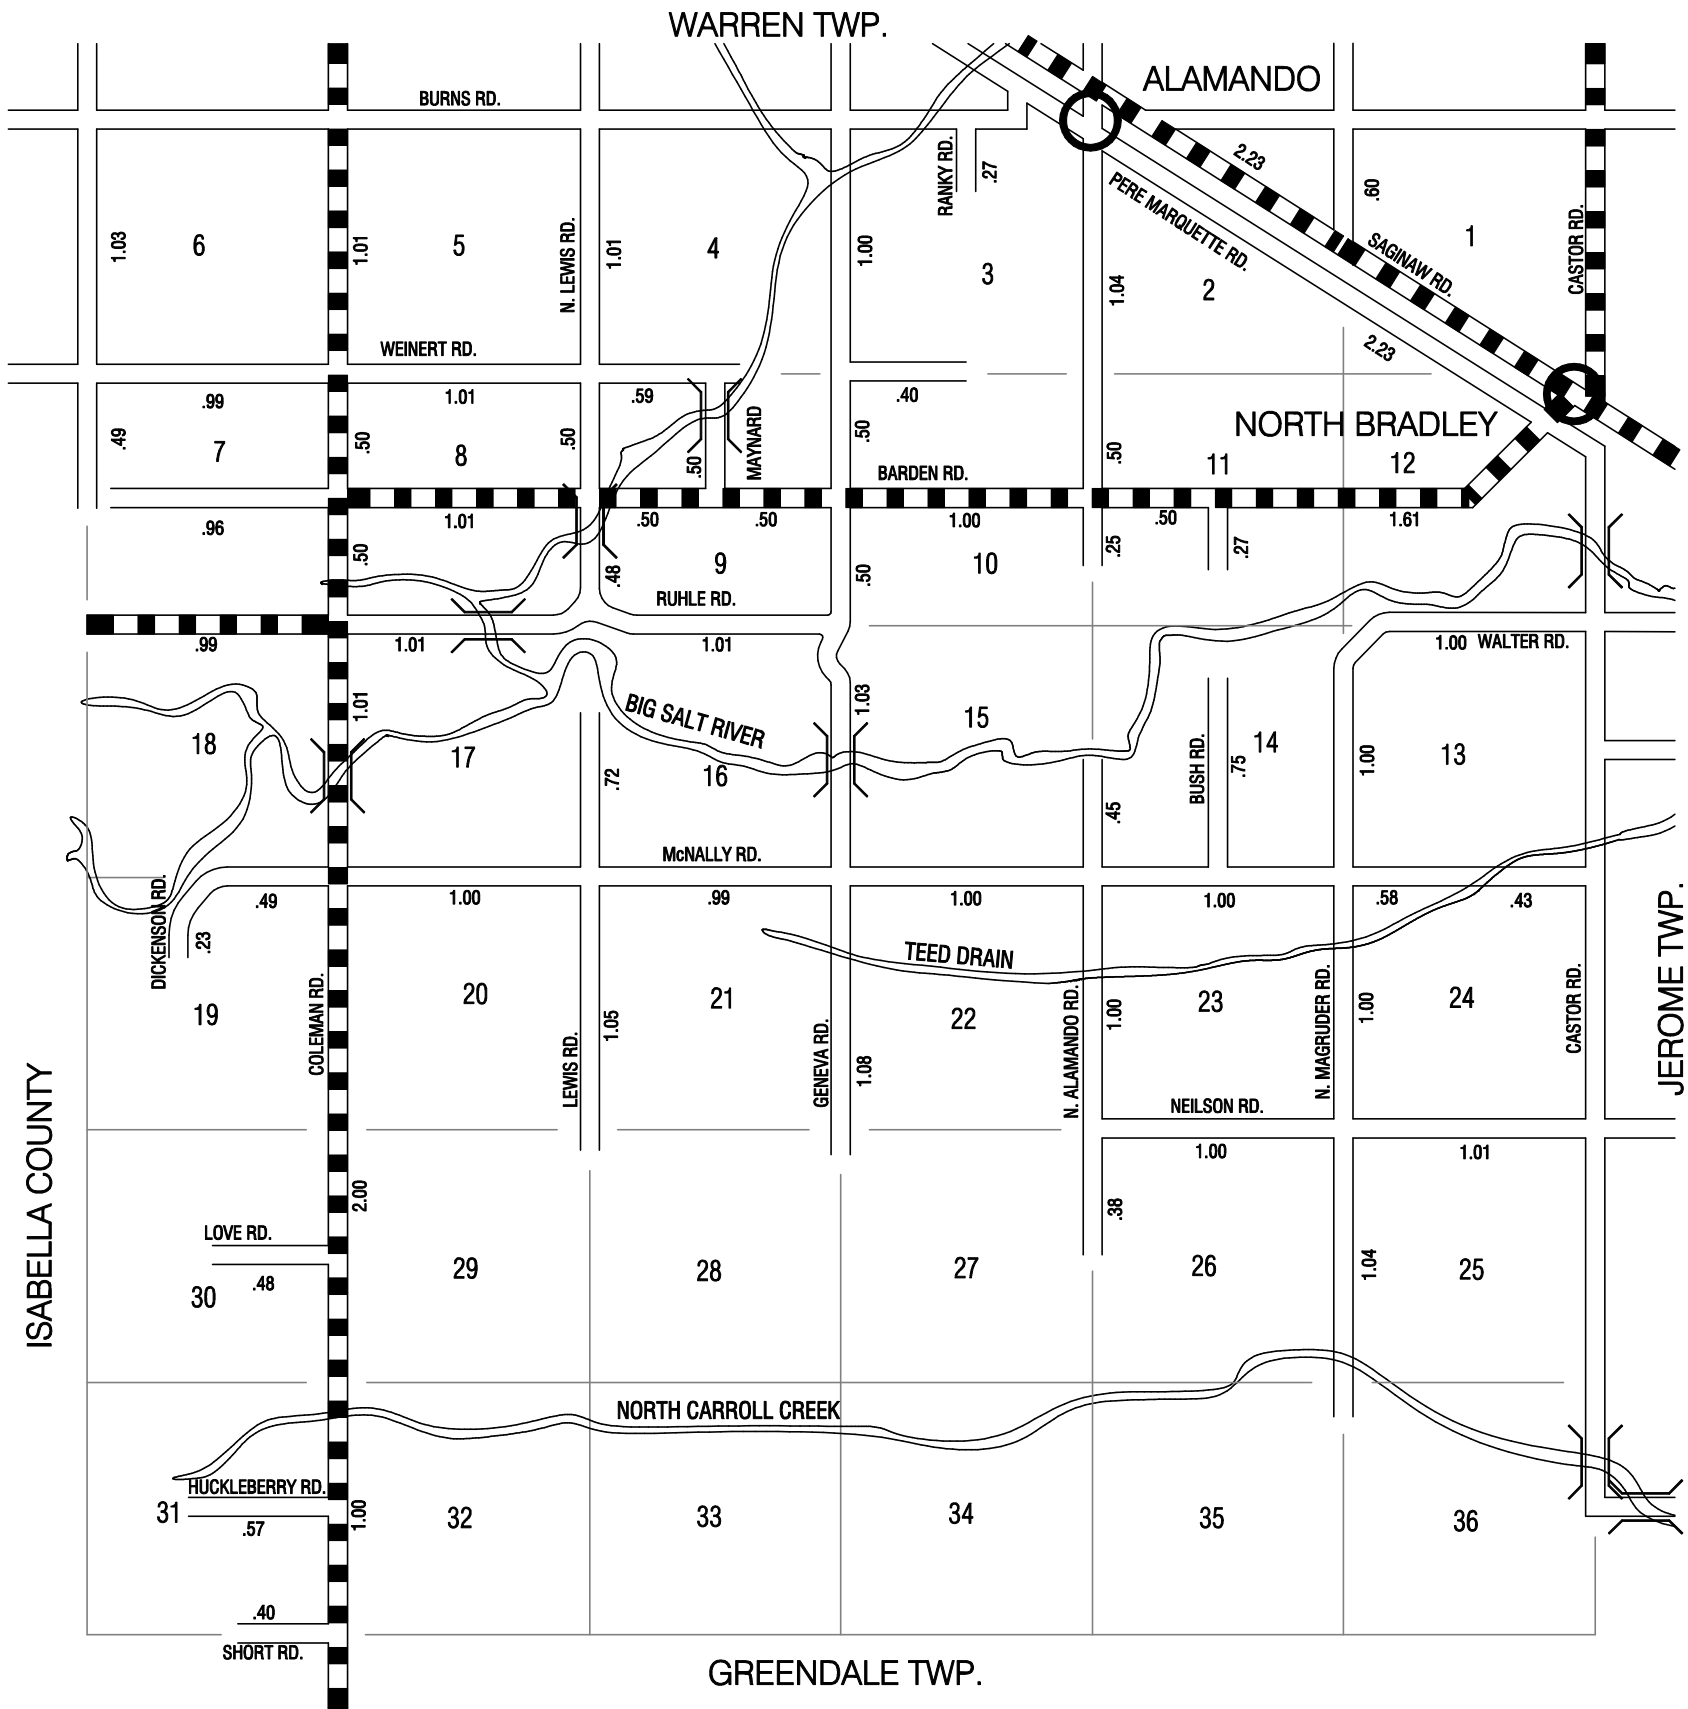 WARREN TWP.
ALAMANDO
BURNS RD.
2.23
RANKY RD.
.27
PERE MARQUETTE RD.
.60
SAGINAW RD.
CASTOR RD.
1.03
6
1.01
5
N. LEWIS RD.
1.01
4
1.00
3
1.04
2
1
WEINERT RD.
2.23
.99
1.01
.59
.40
NORTH BRADLEY
.49
7
.50
8
.50
.50
MAYNARD
.50
BARDEN RD.
.50
11
12
.96
1.01
.50
.50
1.00
.50
1.61
.50
.48
9
.50
10
.25
.27
RUHLE RD.
.99
1.01
1.01
1.00
WALTER RD.
1.01
BIG SALT RIVER
1.03
15
18
17
.72
16
.45
BUSH RD.
.75
14
1.00
13
McNALLY RD.
DICKENSON RD.
.49
1.00
.99
1.00
1.00
.58
.43
.23
TEED DRAIN
JEROME TWP.
19
COLEMAN RD.
20
LEWIS RD.
1.05
21
GENEVA RD.
1.08
22
N. ALAMANDO RD.
1.00
23
N. MAGRUDER RD.
1.00
24
CASTOR RD.
NEILSON RD.
1.00
1.01
ISABELLA COUNTY
2.00
.38
LOVE RD.
.48
30
29
28
27
26
1.04
25
NORTH CARROLL CREEK
HUCKLEBERRY RD.
31
.57
1.00
32
33
34
35
36
.40
SHORT RD.
GREENDALE TWP.